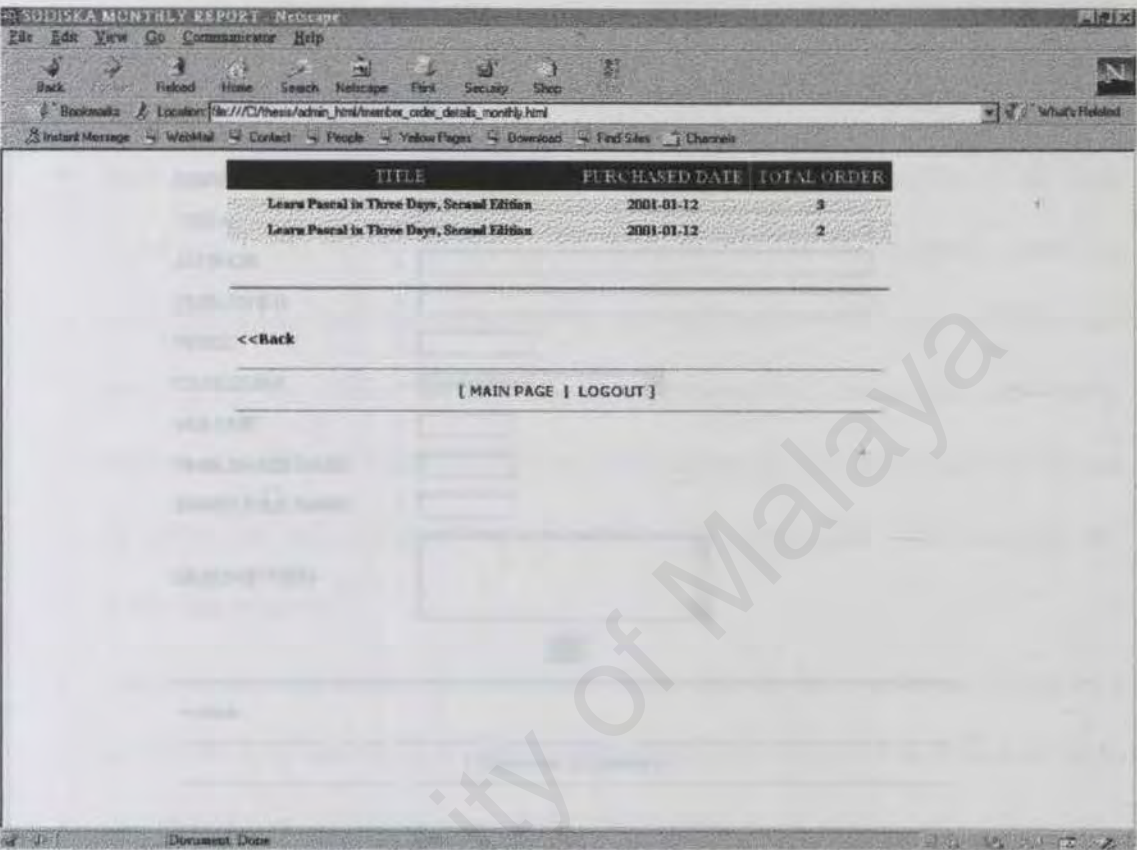 SODISKA MONTHLY REPORT - Netscape
File Edit View Go Communicator Help
Back Reload Home Search Netscape Print Security Shop
Bookmarks Location: file:///C|/thesis/admin_html/member_order_details_monthly.html What's Related
Instant Message WebMail Contact People Yellow Pages Download Find Sites Channels
TITLE PURCHASED DATE TOTAL ORDER
Learn Pascal in Three Days, Second Edition 2001-01-12 3
Learn Pascal in Three Days, Second Edition 2001-01-12 2
<<Back
[ MAIN PAGE | LOGOUT ]
Document: Done
ity of Malaya